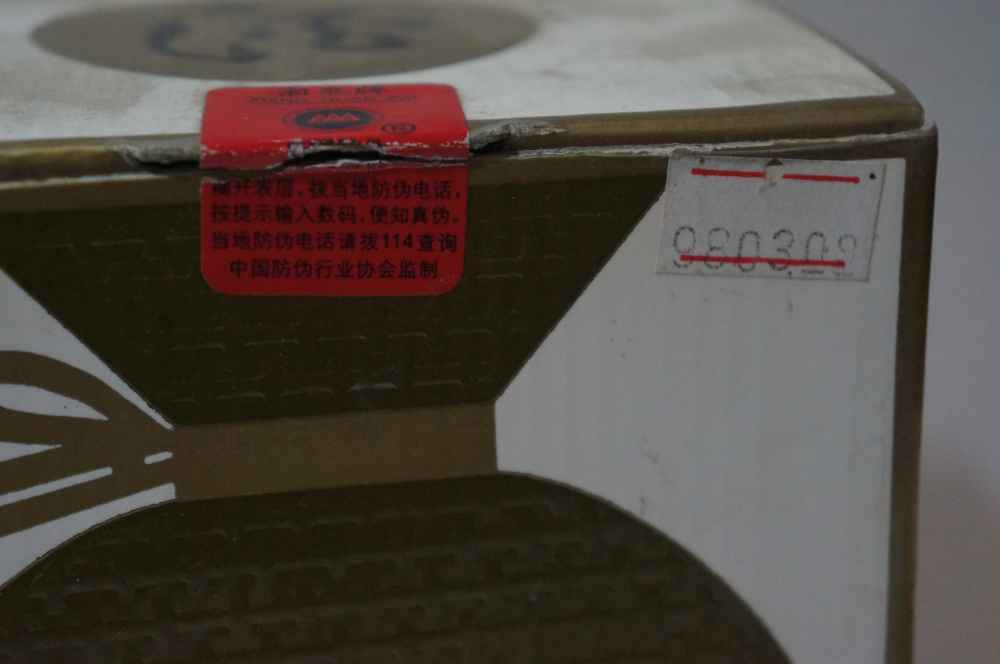 揭开表层,拨当地防伪电话,
按提示输入数码,便知真伪。
当地防伪电话请拨114查询
中国防伪行业协会监制
980309